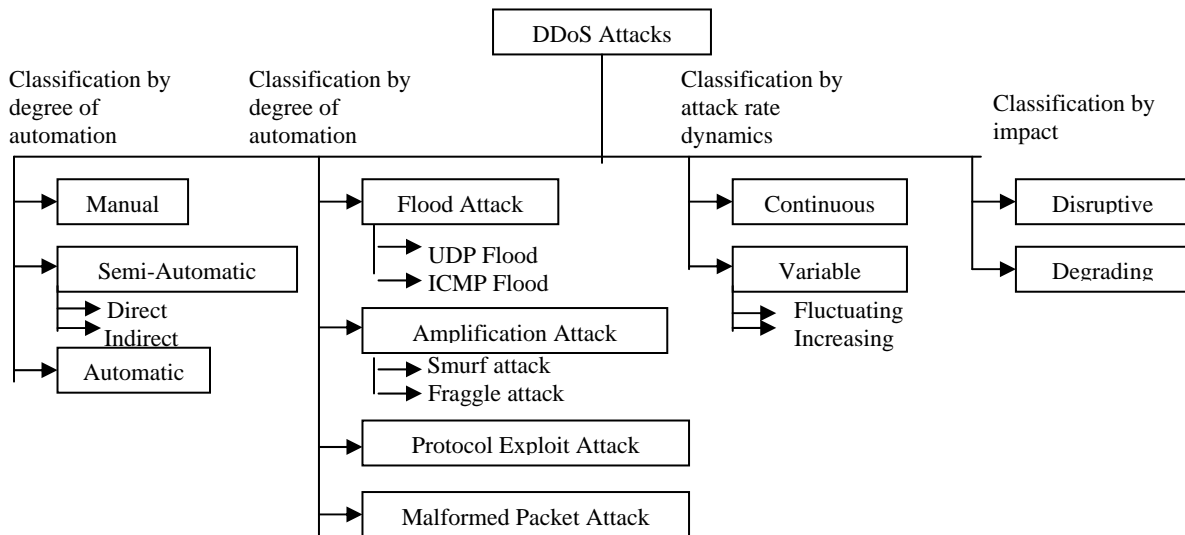 DDoS Attacks
Classification by
degree of
automation
Manual
Semi-Automatic
Direct
Indirect
Automatic
Classification by
degree of
automation
Flood Attack
UDP Flood
ICMP Flood
Amplification Attack
Smurf attack
Fraggle attack
Protocol Exploit Attack
Malformed Packet Attack
Classification by
attack rate
dynamics
Continuous
Variable
Fluctuating
Increasing
Classification by
impact
Disruptive
Degrading